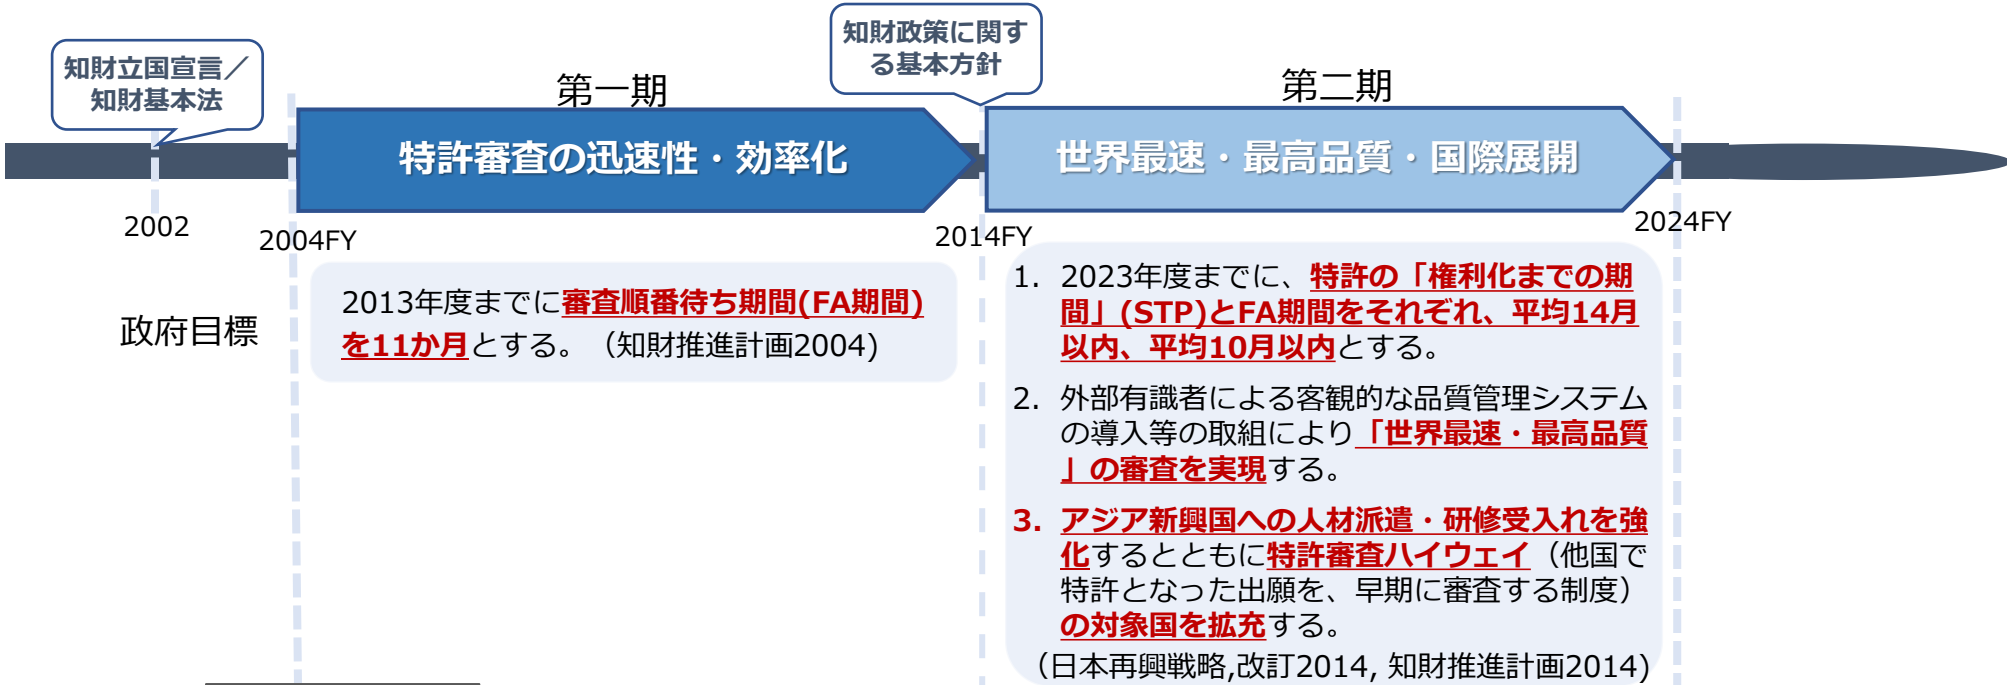 知財立国宣言／
知財基本法
第一期
特許審査の迅速性・効率化
知財政策に関す
る基本方針
第二期
世界最速・最高品質・国際展開
2002
2004FY
2014FY
2024FY
政府目標
2013年度までに審査順番待ち期間(FA期間)
を11か月とする。（知財推進計画2004)
1. 2023年度までに、特許の「権利化までの期
間」(STP)とFA期間をそれぞれ、平均14月
以内、平均10月以内とする。
2. 外部有識者による客観的な品質管理システム
の導入等の取組により「世界最速・最高品質
」の審査を実現する。
3. アジア新興国への人材派遣・研修受入れを強
化するとともに特許審査ハイウェイ（他国で
特許となった出願を、早期に審査する制度）
の対象国を拡充する。
（日本再興戦略,改訂2014, 知財推進計画2014)